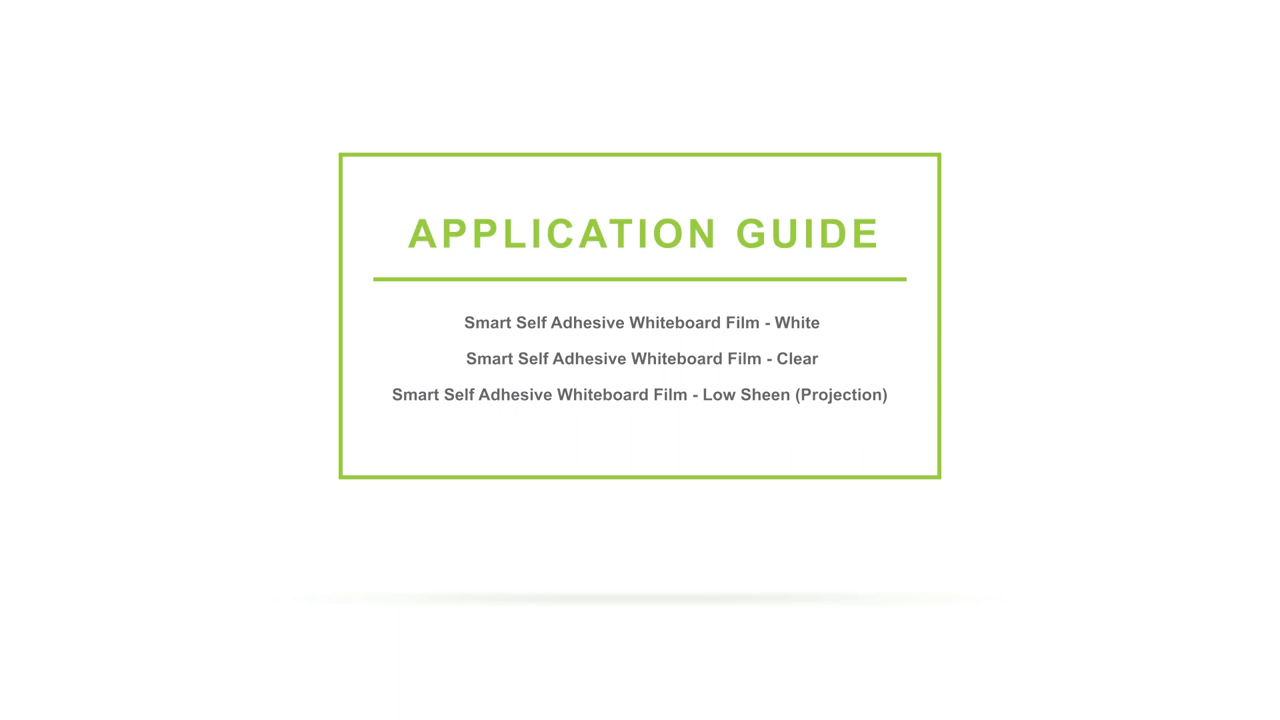 APPLICATION GUIDE
Smart Self Adhesive Whiteboard Film - White
Smart Self Adhesive Whiteboard Film - Clear
Smart Self Adhesive Whiteboard Film - Low Sheen (Projection)